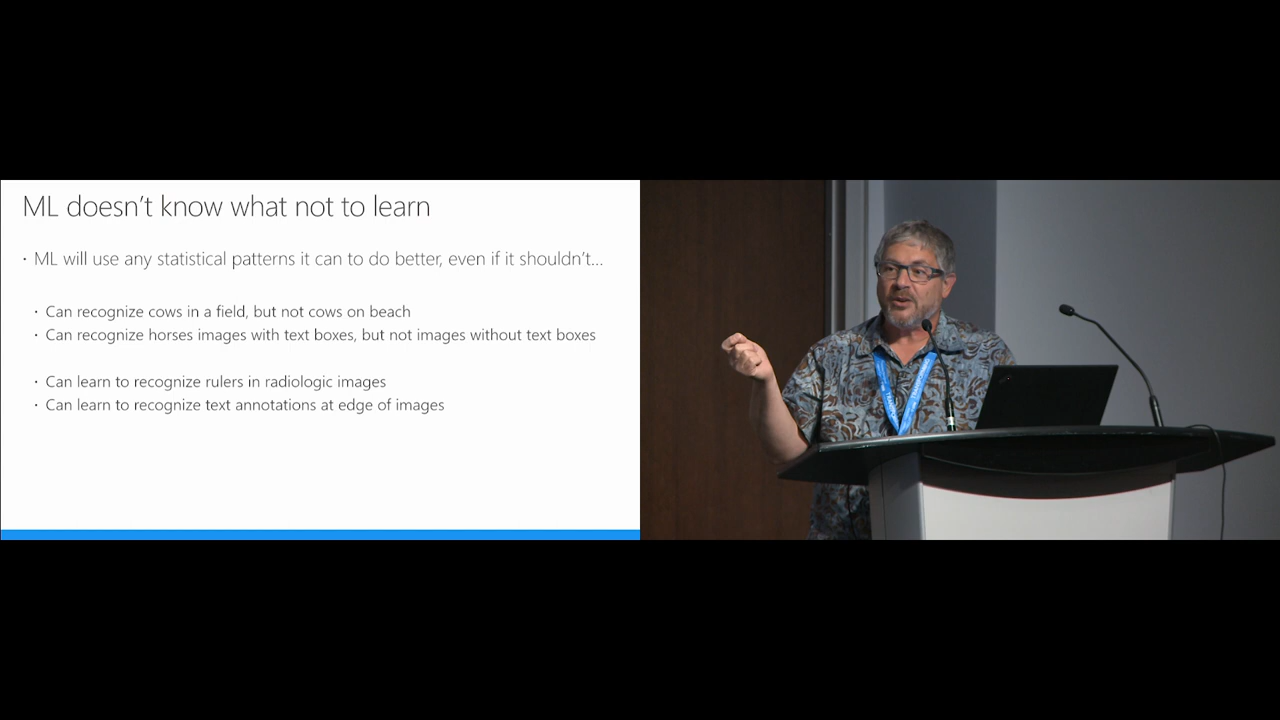 ML doesn't know what not to learn
· ML will use any statistical patterns it can to do better, even if it shouldn't...
· Can recognize cows in a field, but not cows on beach
· Can recognize horses images with text boxes, but not images without text boxes
· Can learn to recognize rulers in radiologic images
· Can learn to recognize text annotations at edge of images